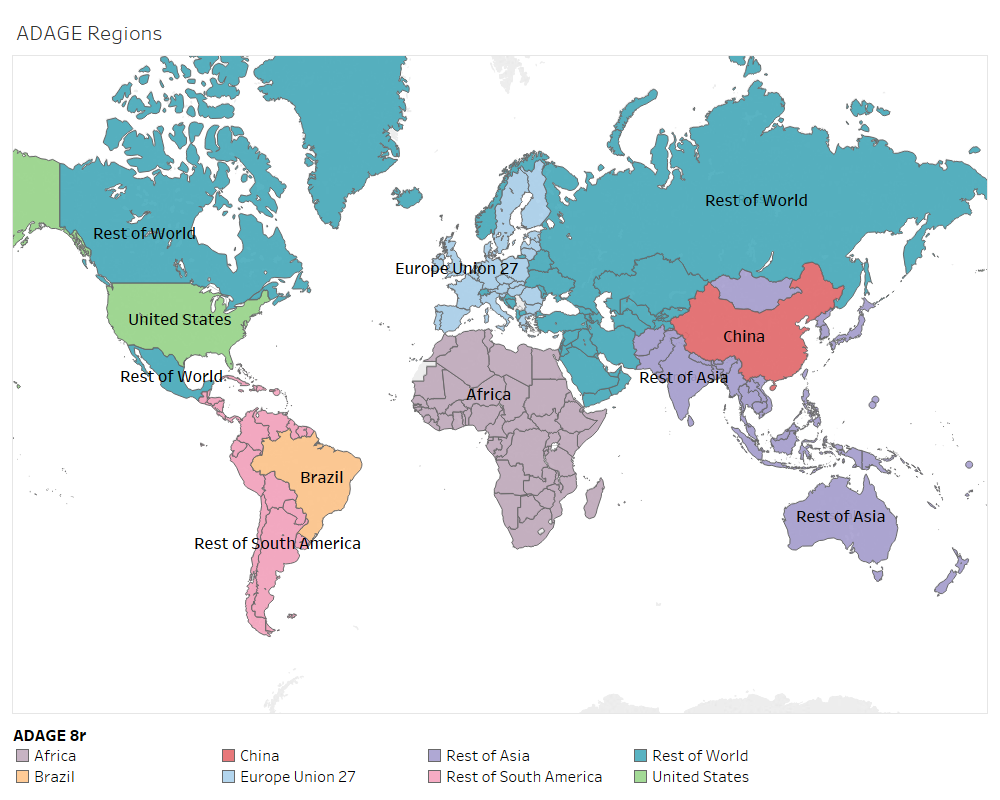 ADAGE Regions
Rest of World
Rest of World
Europe Union 27
United States
China
Rest of World
Rest of Asia
Africa
Brazil
Rest of Asia
Rest of South America
ADAGE 8r
Africa
China
Rest of Asia
Rest of World
Brazil
Europe Union 27
Rest of South America
United States